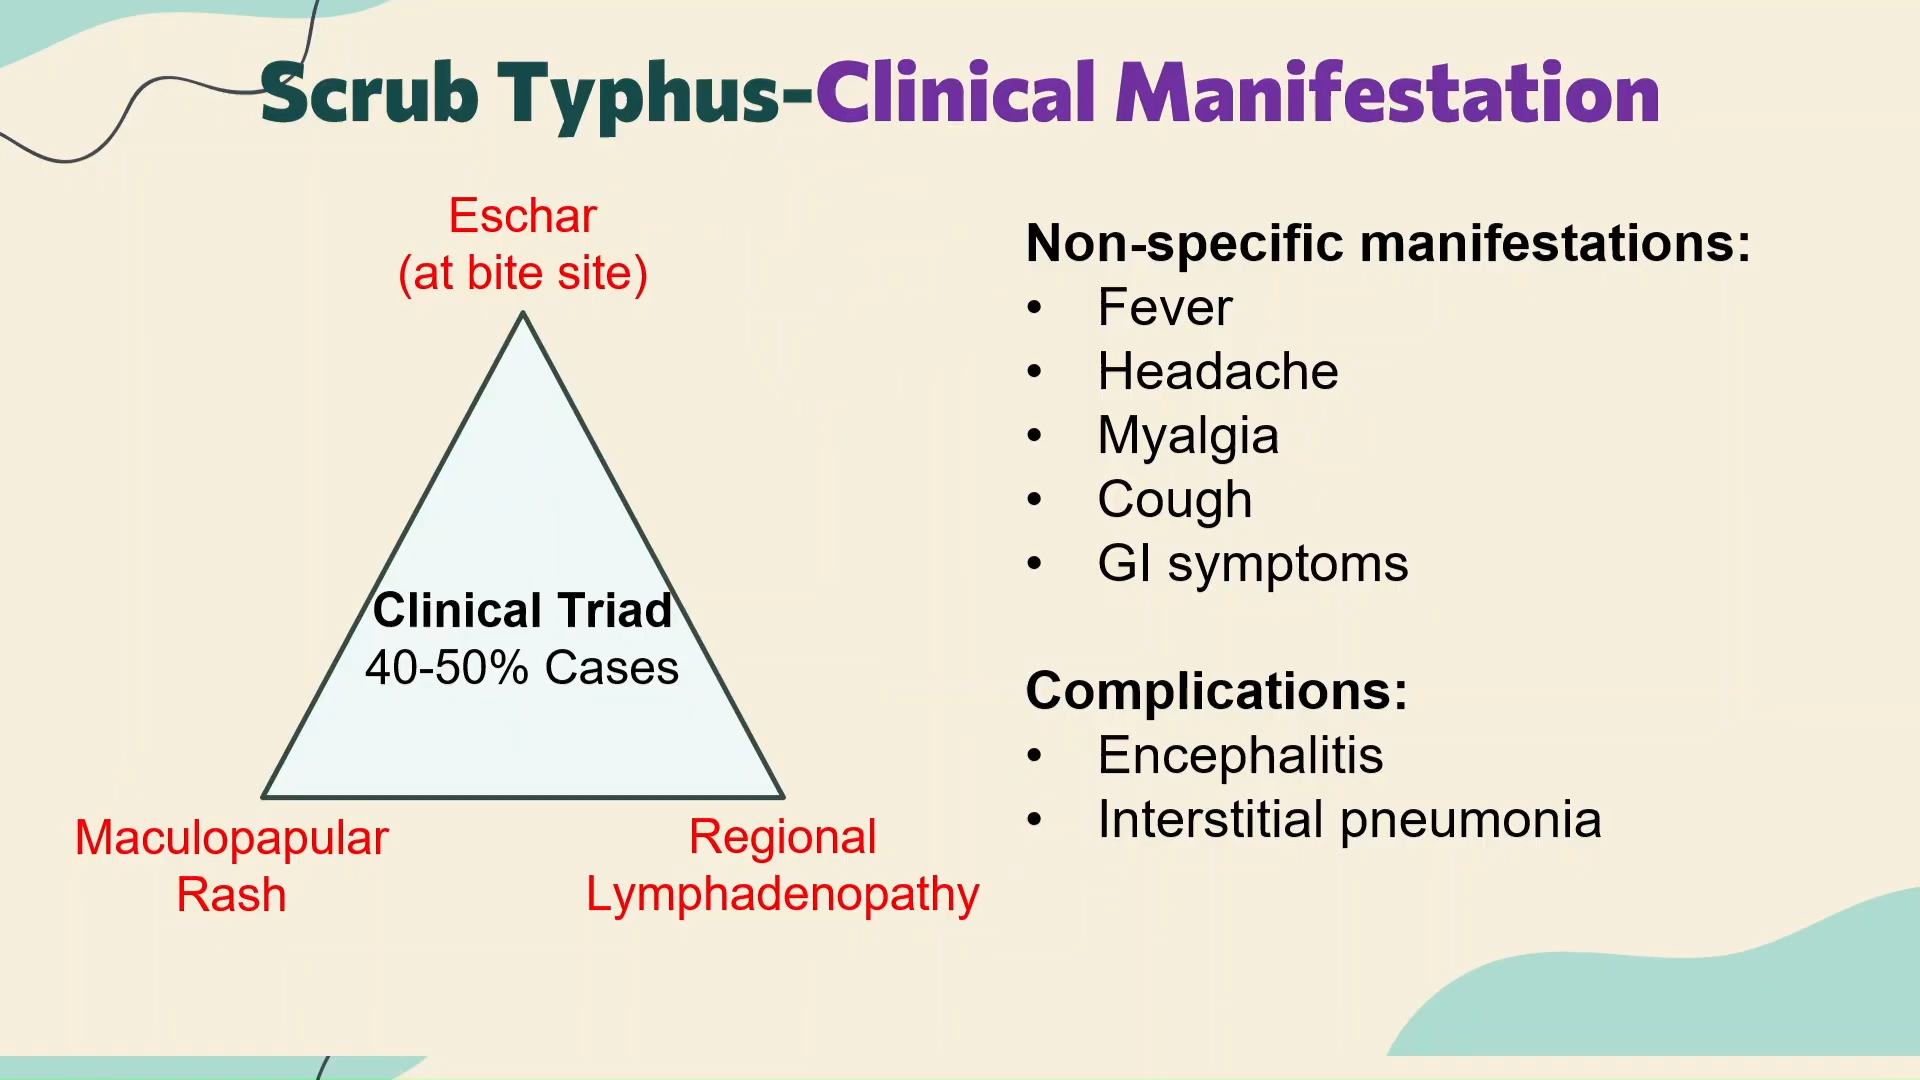 Scrub Typhus-Clinical Manifestation
Eschar
(at bite site)
Clinical Triad
40-50% Cases
Maculopapular
Rash
Regional
Lymphadenopathy
Non-specific manifestations:
• Fever
• Headache
• Myalgia
• Cough
• GI symptoms
Complications:
• Encephalitis
• Interstitial pneumonia